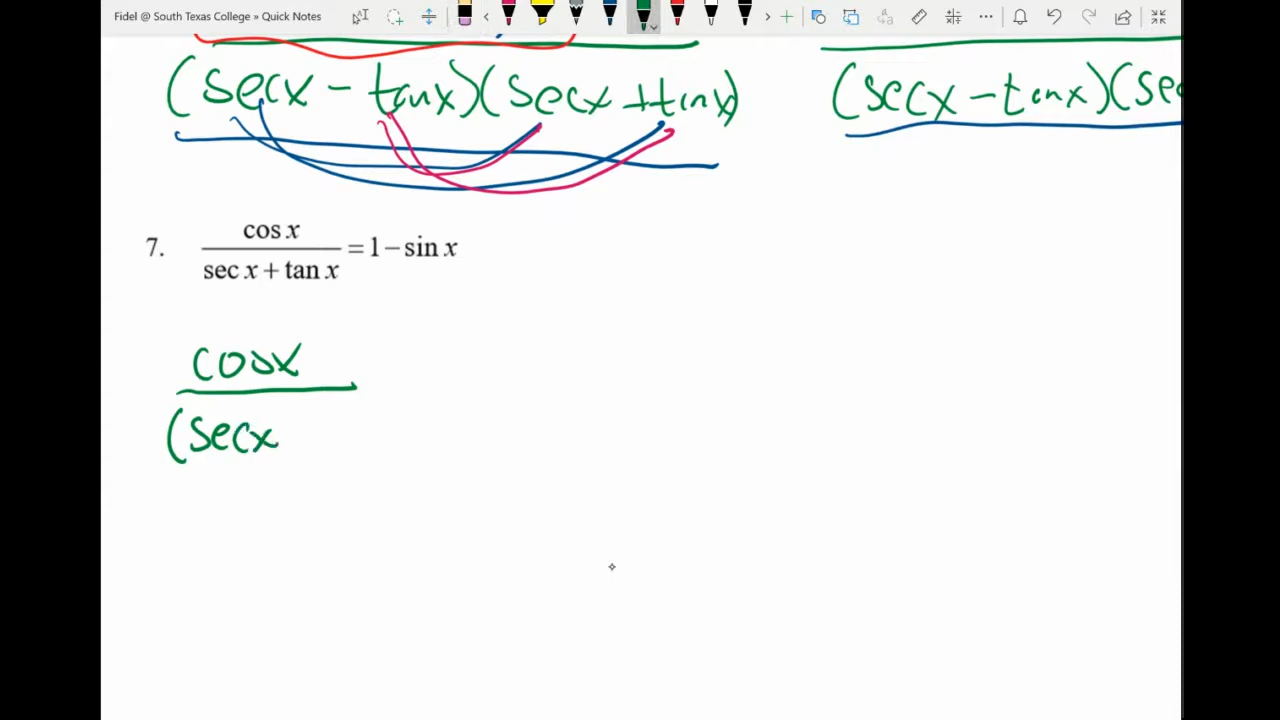 Fidel @ South Texas College » Quick Notes
(secx - tanx)(secx + tanx) (secx - tanx)(sec
7. cos x / sec x + tan x = 1 - sin x
cosx
(secx